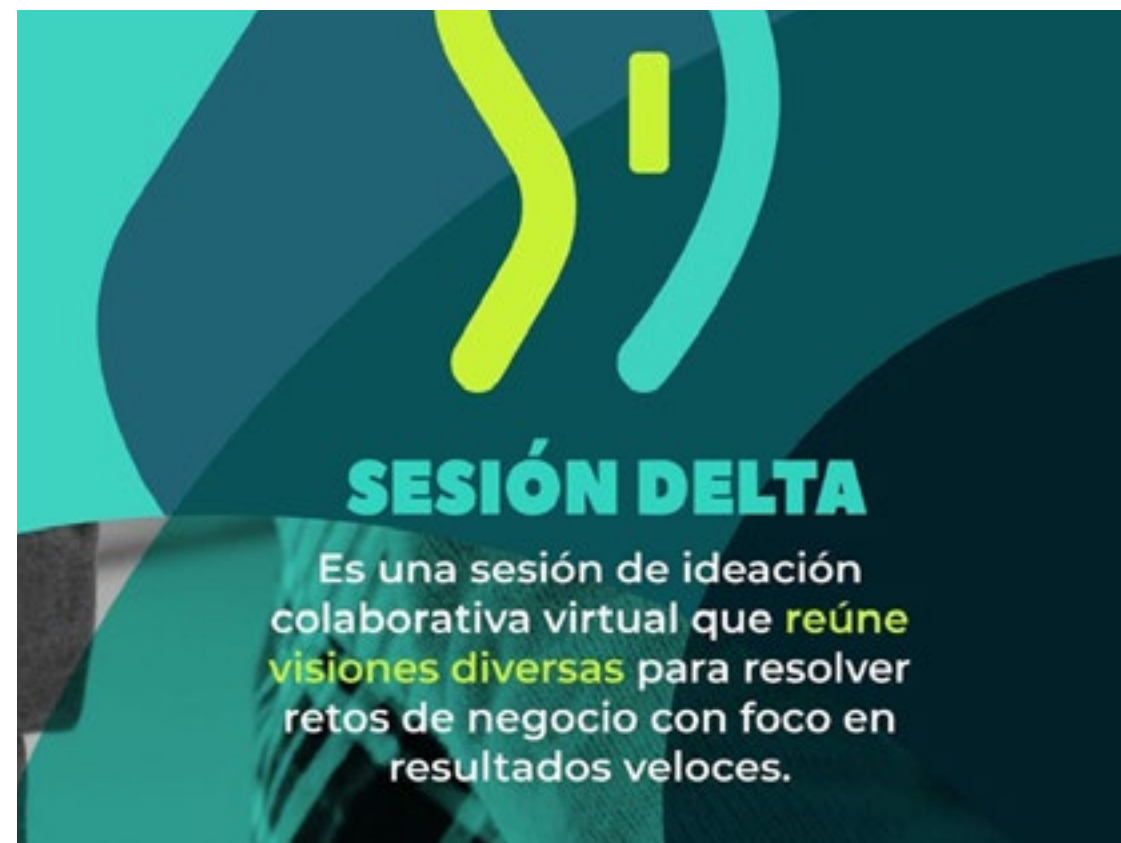 SESIÓN DELTA
Es una sesión de ideación
colaborativa virtual que reúne
visiones diversas para resolver
retos de negocio con foco en
resultados veloces.